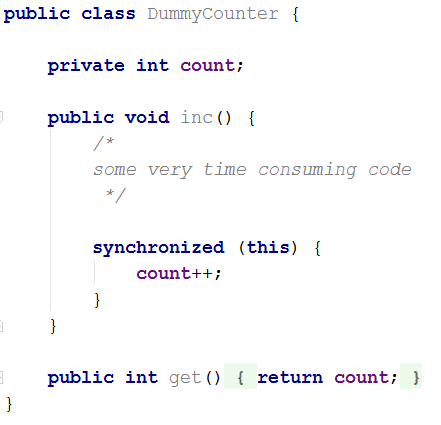 public class DummyCounter {
private int count;
public void inc() {
/*
some very time consuming code
*/
synchronized (this) {
count++;
}
}
public int get() { return count; }
}